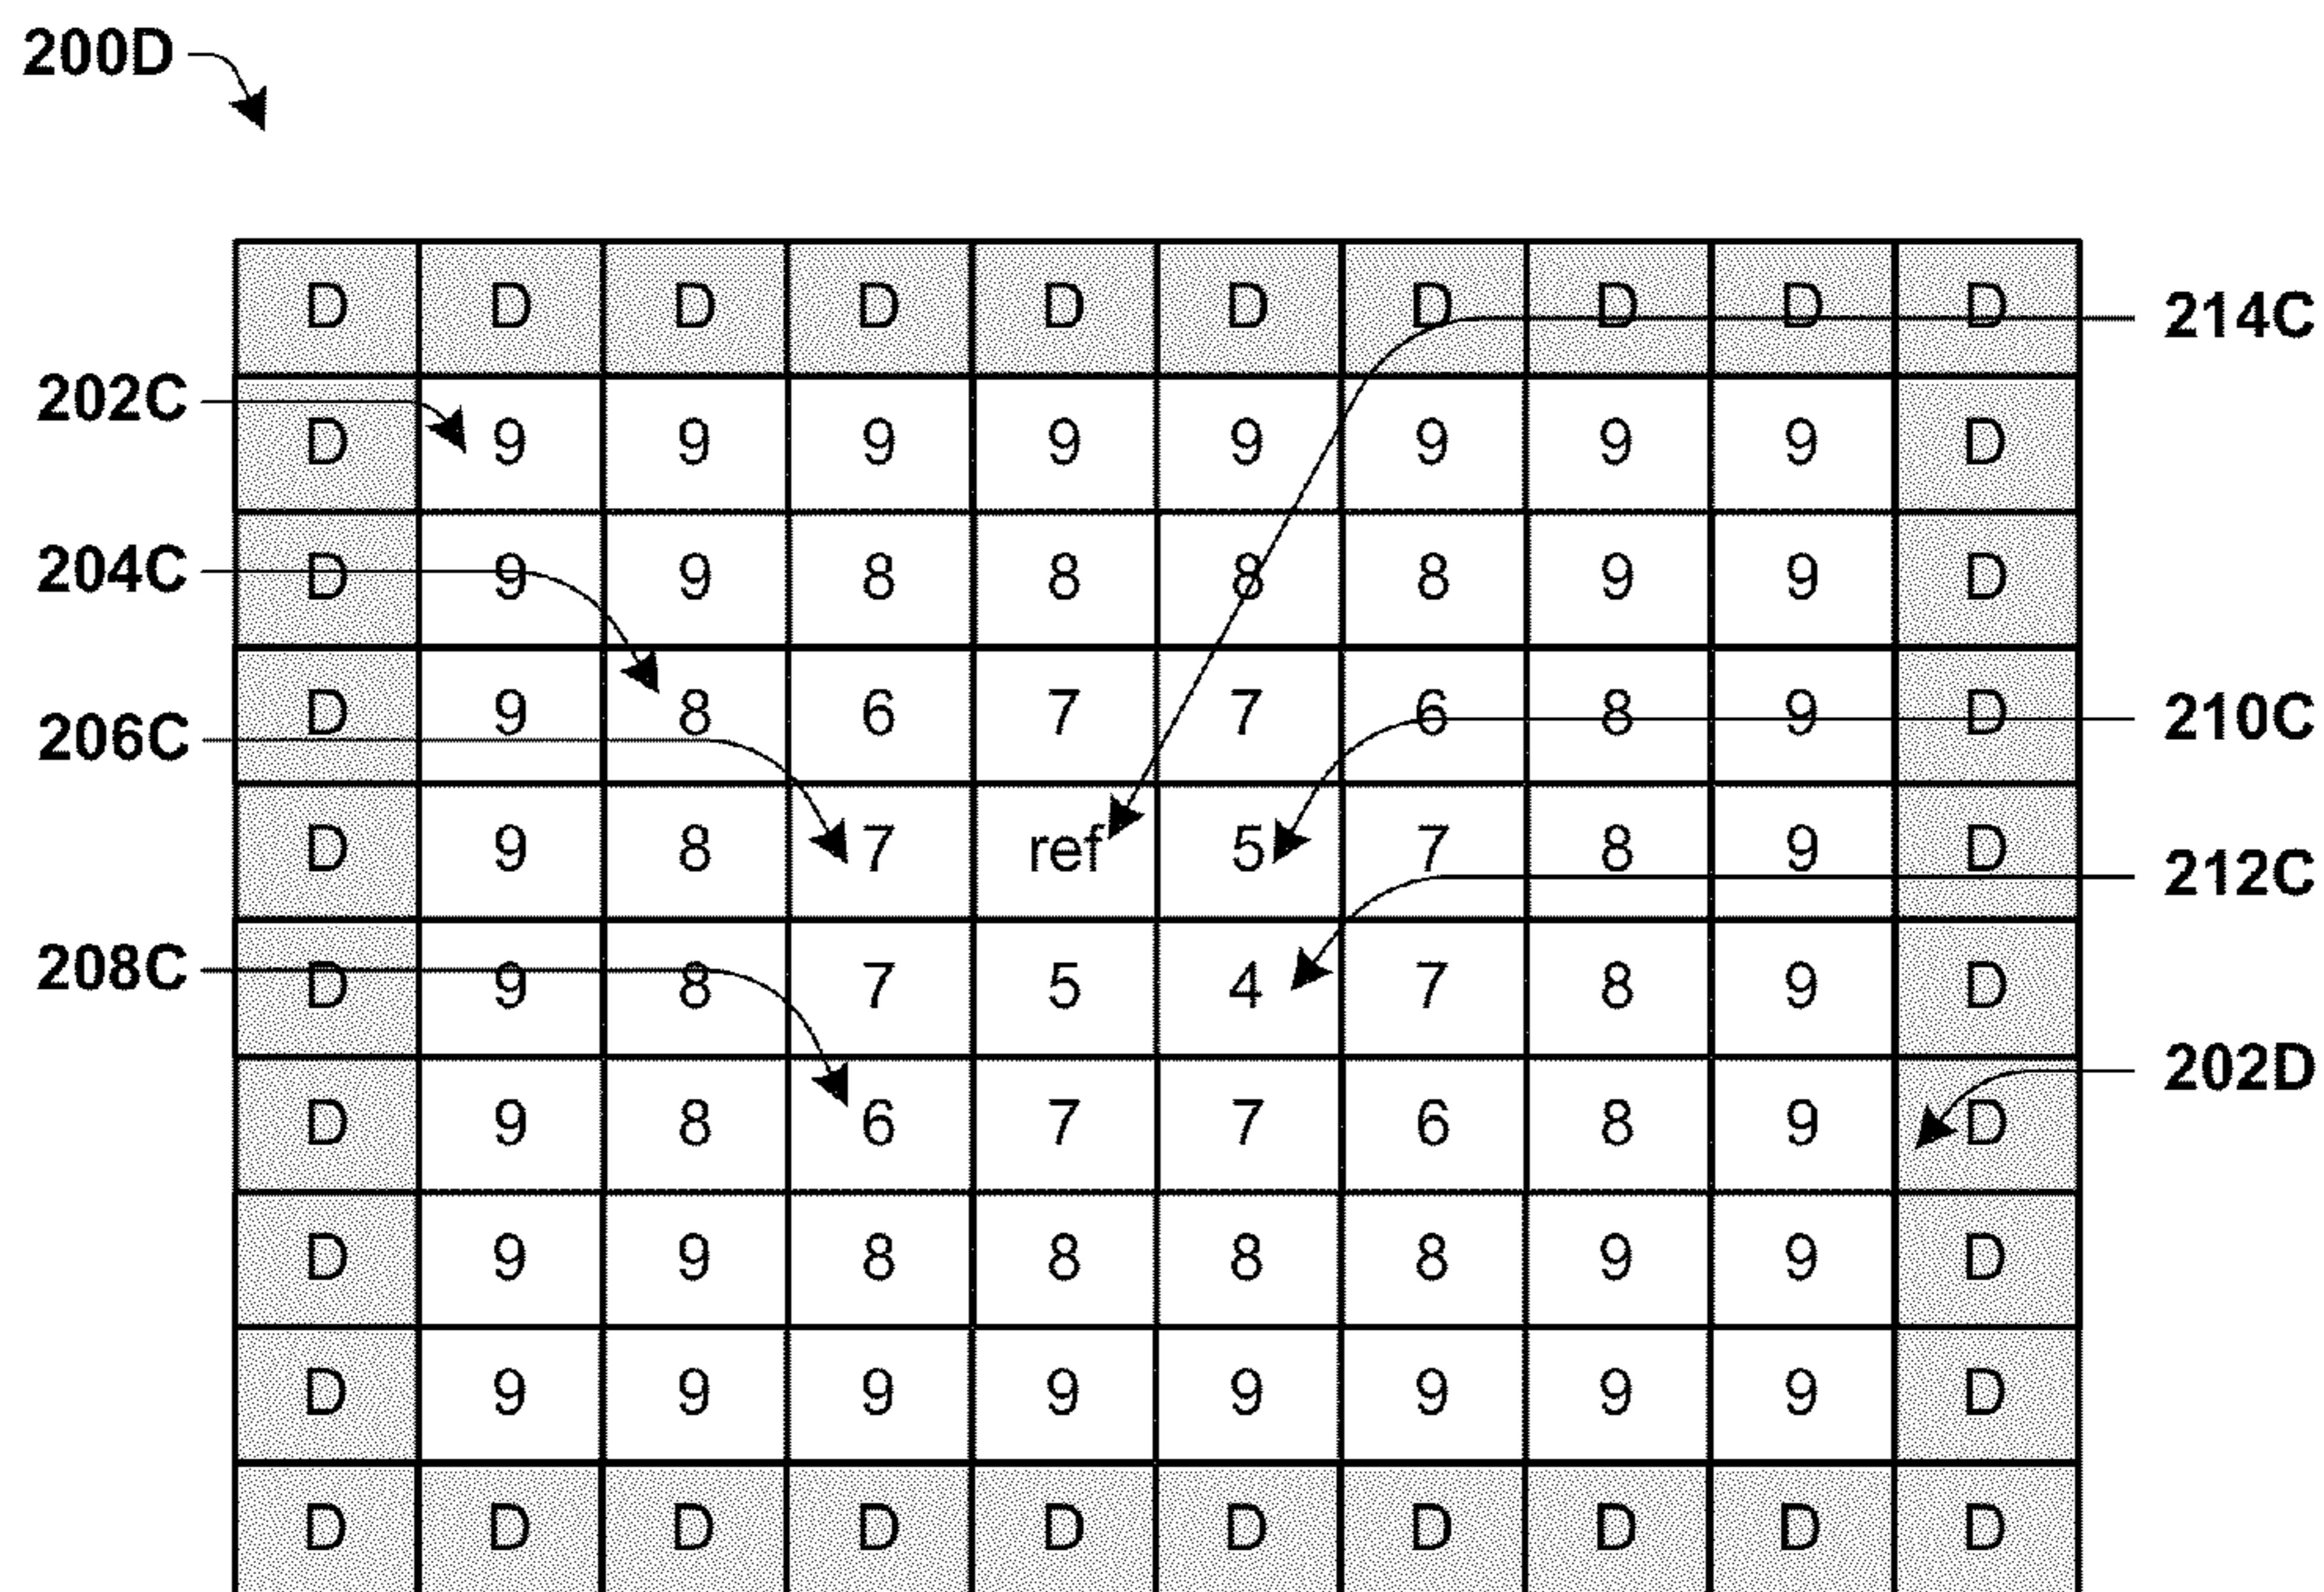 200D
D D D D D D D D D D 214C
202C D 9 9 9 9 9 9 9 9 D
204C D 9 9 8 8 8 8 9 9 D
D 9 8 6 7 7 6 8 9 D 210C
206C
D 9 8 7 ref 5 7 8 9 D 212C
208C D 9 8 7 5 4 7 8 9 D
202D
D 9 8 6 7 7 6 8 9 D
D 9 9 8 8 8 8 9 9 D
D 9 9 9 9 9 9 9 9 D
D D D D D D D D D D